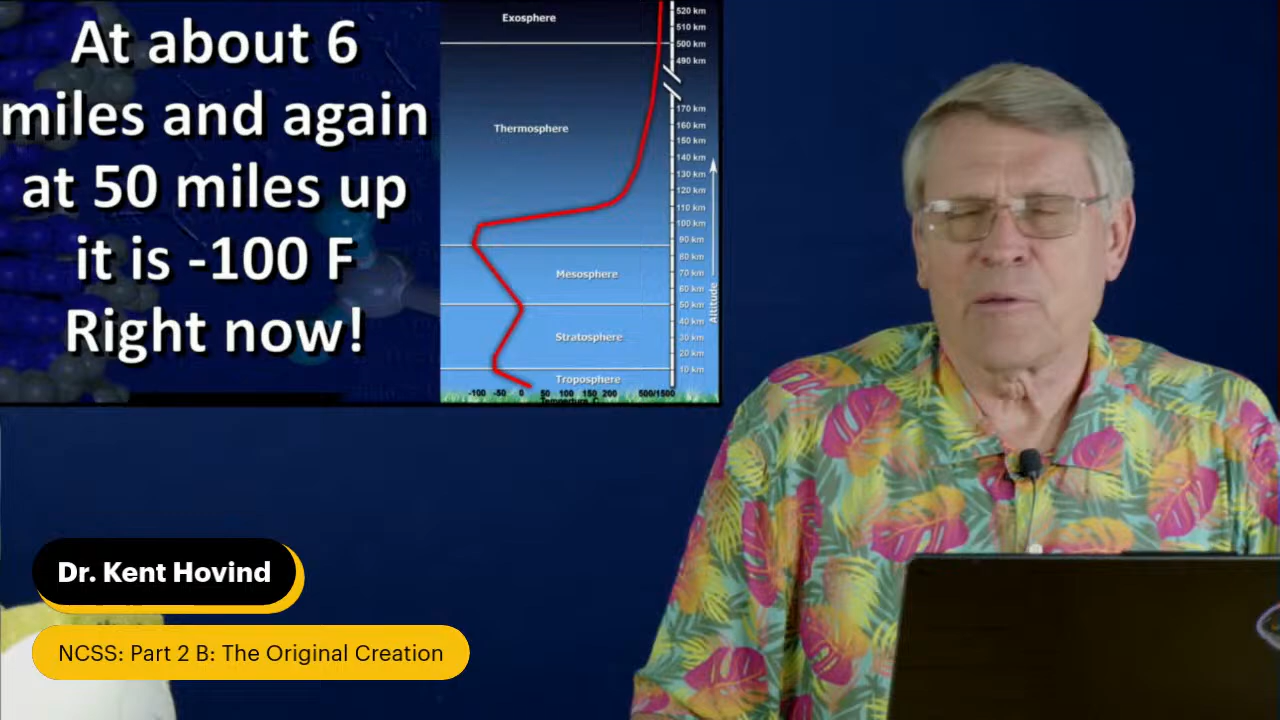 At about 6
miles and again
at 50 miles up
it is -100 F
Right now!
Exosphere
Thermosphere
Mesosphere
Stratosphere
Troposphere
520 km
510 km
500 km
490 km
170 km
160 km
150 km
140 km
130 km
120 km
110 km
100 km
90 km
80 km
70 km
60 km
50 km
40 km
30 km
20 km
10 km
Altitude
-100 -50 0 50 100 150 200 500/1500
Dr. Kent Hovind
NCSS: Part 2 B: The Original Creation